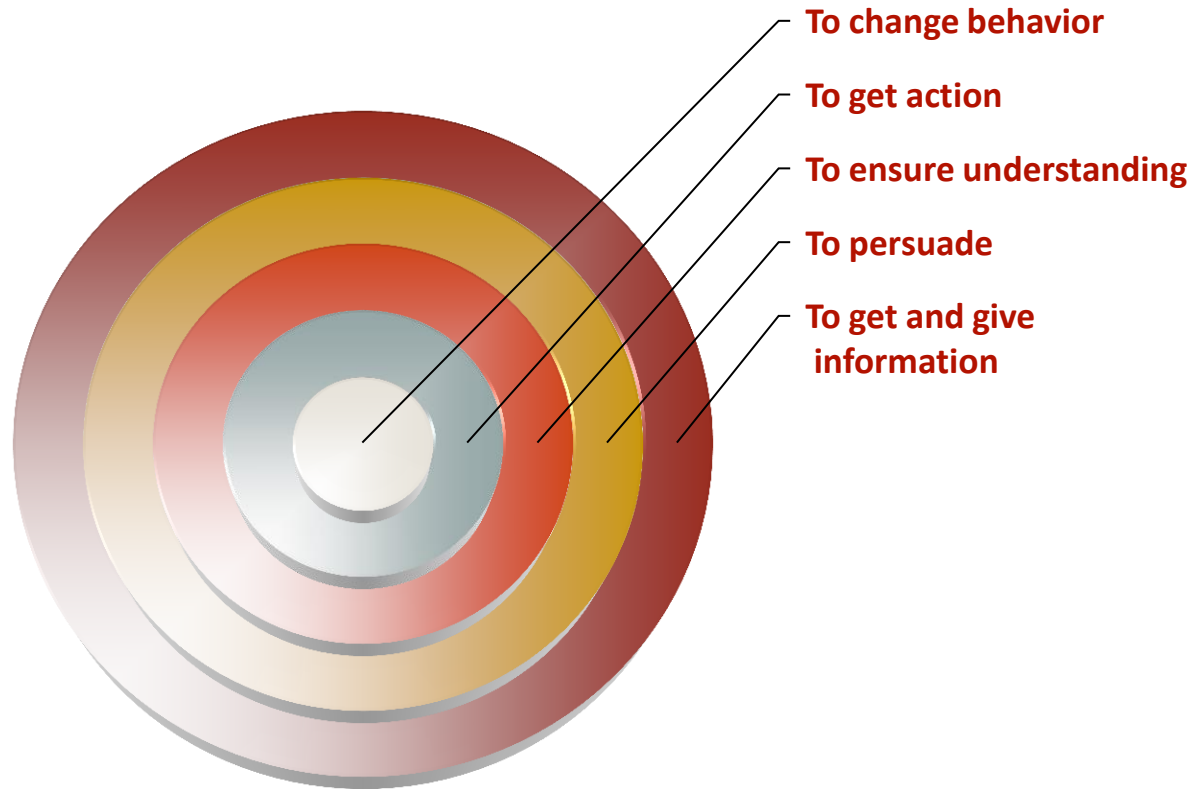 To change behavior
To get action
To ensure understanding
To persuade
To get and give
information